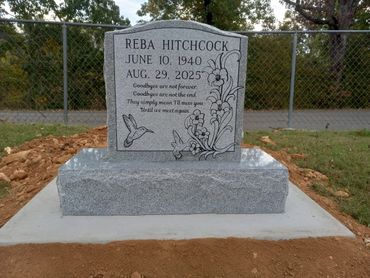 REBA HITCHCOCK
JUNE 10, 1940
AUG. 29, 2025
Goodbyes are not forever.
Goodbyes are not the end.
They simply mean I'll miss you
Until we meet again.